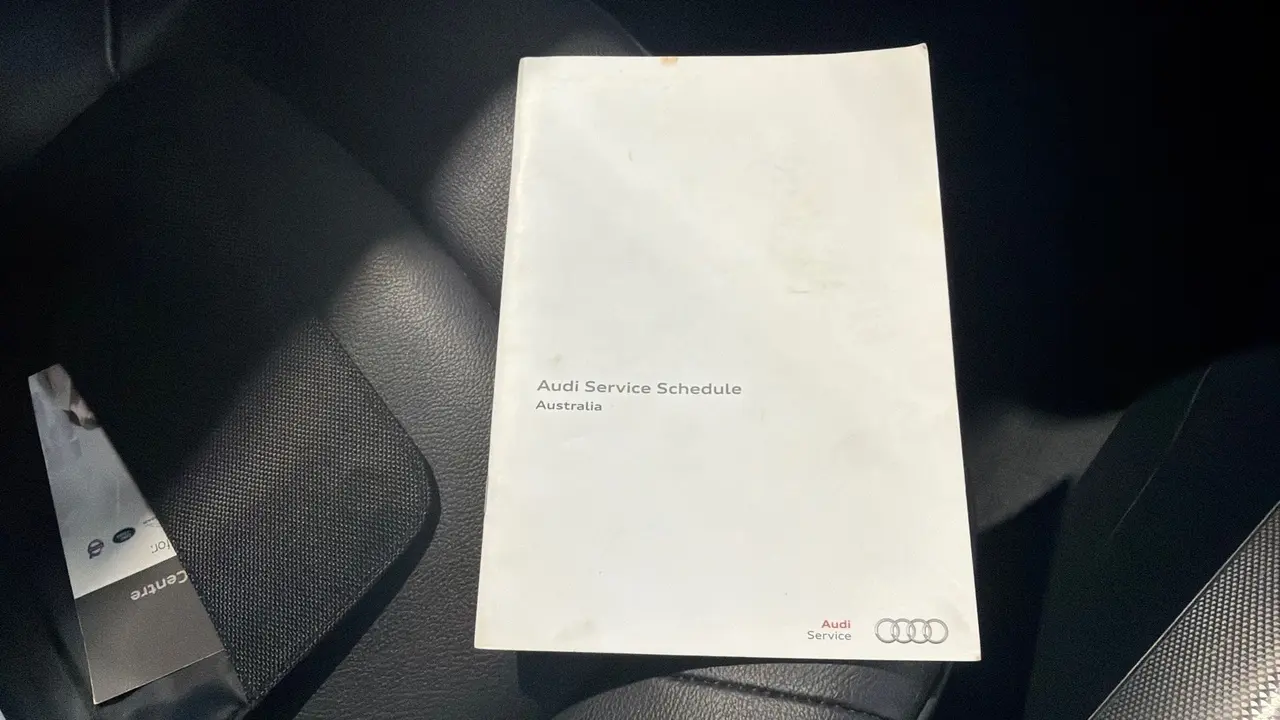 Audi Service Schedule
Australia
Audi
Service
Centre